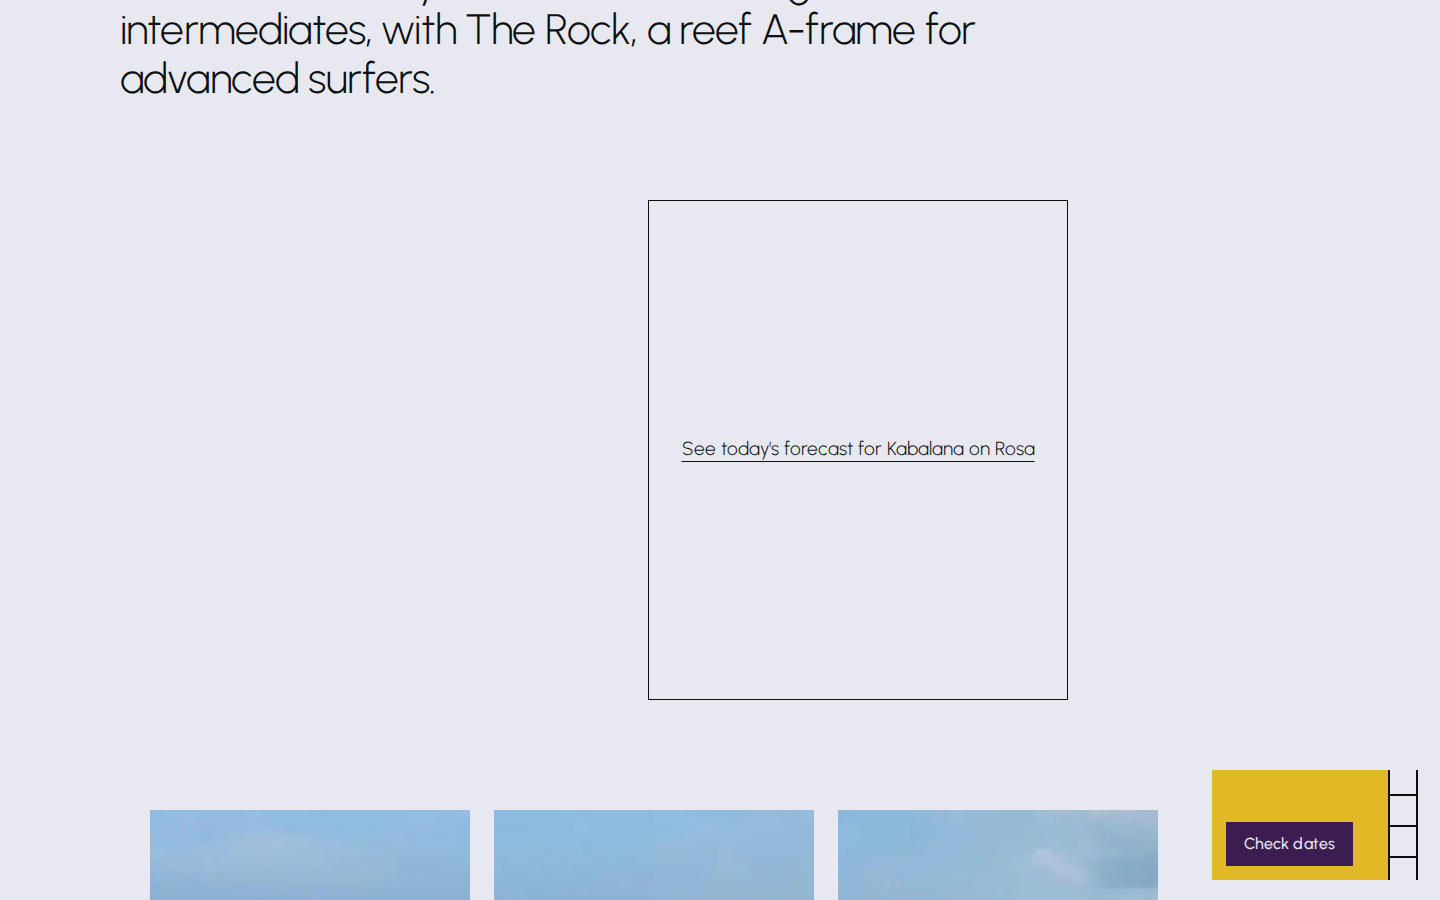 intermediates, with The Rock, a reef A-frame for
advanced surfers.
See today's forecast for Kabalana on Rosa
Check dates